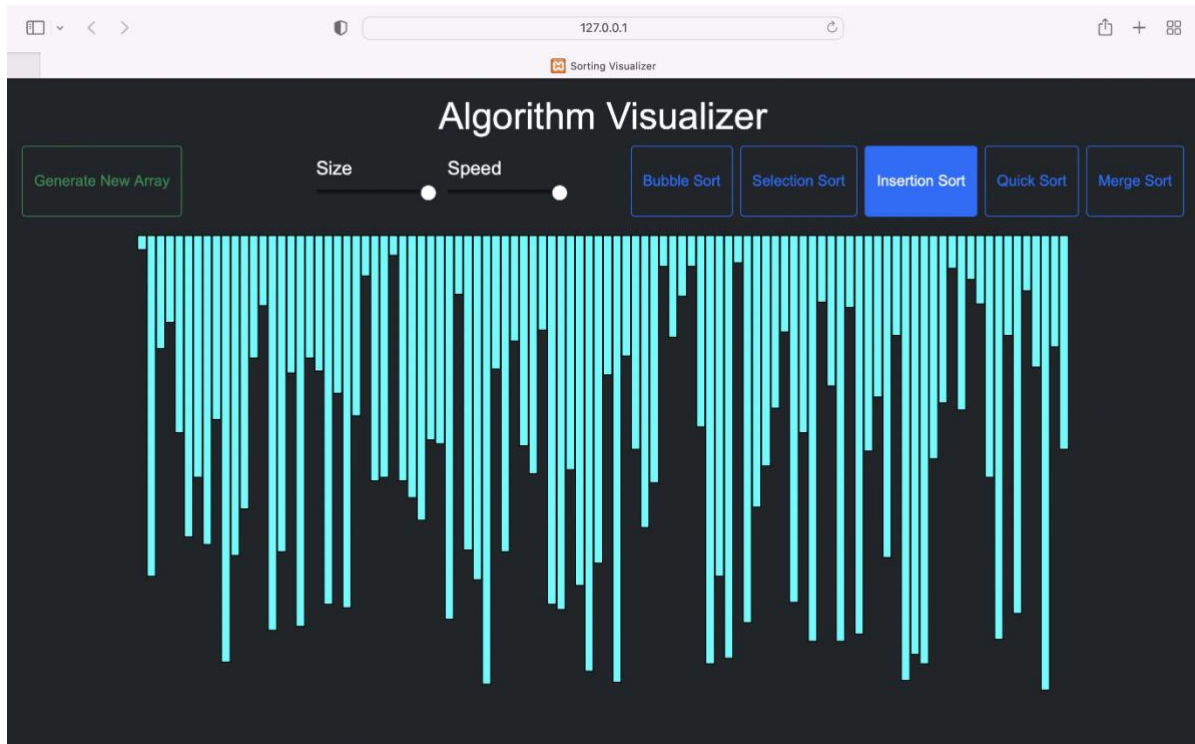 127.0.0.1
Sorting Visualizer
Algorithm Visualizer
Generate New Array
Size
Speed
Bubble Sort
Selection Sort
Insertion Sort
Quick Sort
Merge Sort